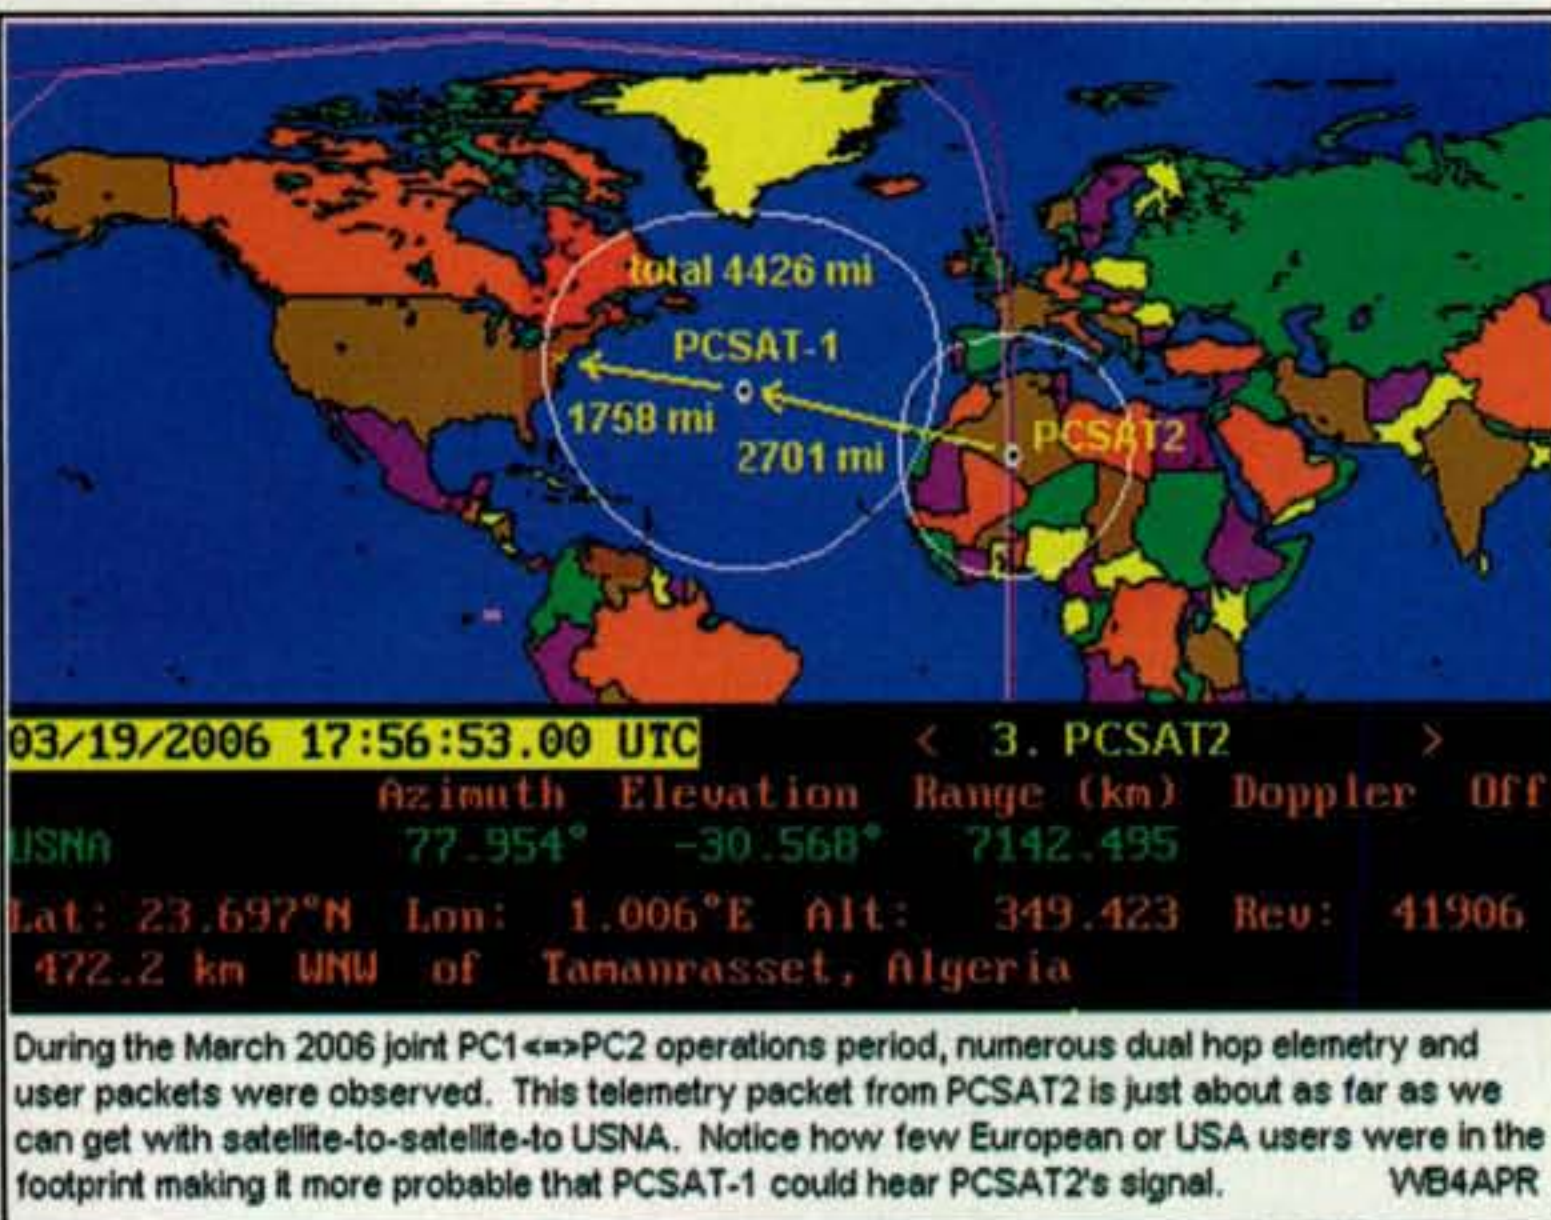 total 4426 mi
PCSAT-1
1758 mi
2701 mi
PCSAT2
03/19/2006 17:56:53.00 UTC < 3. PCSAT2 >
Azimuth Elevation Range (km) Doppler Off
USNA 77.954° -30.568° 7142.495
Lat: 23.697°N Lon: 1.006°E Alt: 349.423 Rev: 41906
472.2 km WNW of Tamanrasset, Algeria
During the March 2006 joint PC1<=>PC2 operations period, numerous dual hop elemetry and
user packets were observed. This telemetry packet from PCSAT2 is just about as far as we
can get with satellite-to-satellite-to USNA. Notice how few European or USA users were in the
footprint making it more probable that PCSAT-1 could hear PCSAT2's signal. WB4APR